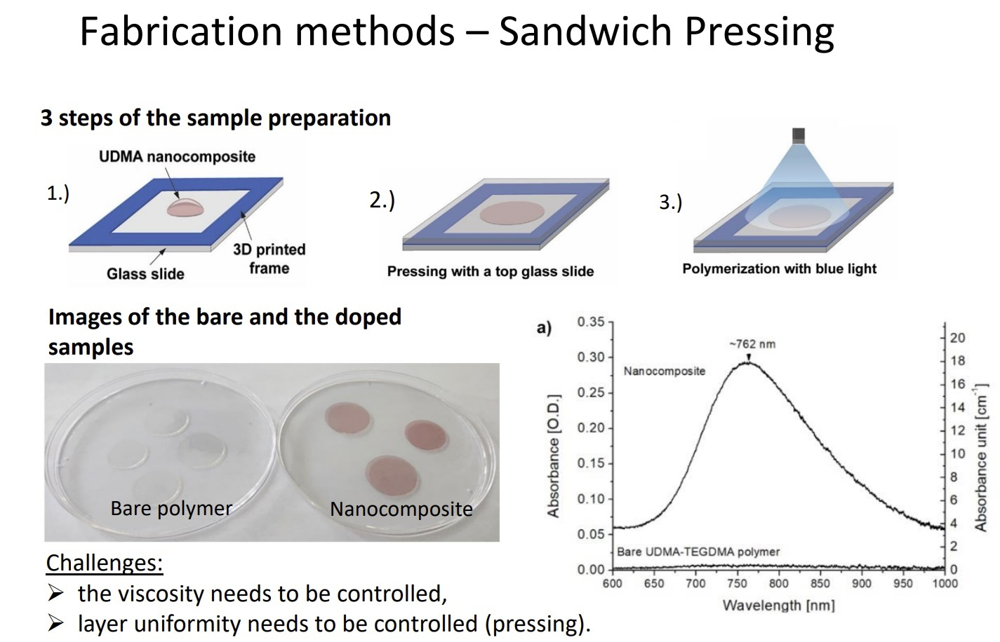 Fabrication methods – Sandwich Pressing
3 steps of the sample preparation
1.)
UDMA nanocomposite
Glass slide
3D printed
frame
2.)
Pressing with a top glass slide
3.)
Polymerization with blue light
Images of the bare and the doped
samples
Bare polymer
Nanocomposite
Challenges:
➢ the viscosity needs to be controlled,
➢ layer uniformity needs to be controlled (pressing).
a)
~762 nm
Nanocomposite
Bare UDMA-TEGDMA polymer
Absorbance [O.D.]
0.35
0.30
0.25
0.20
0.15
0.10
0.05
0.00
600 650 700 750 800 850 900 950 1000
Wavelength [nm]
20
18
16
14
12
10
8
6
4
2
0
Absorbance unit [cm⁻¹]